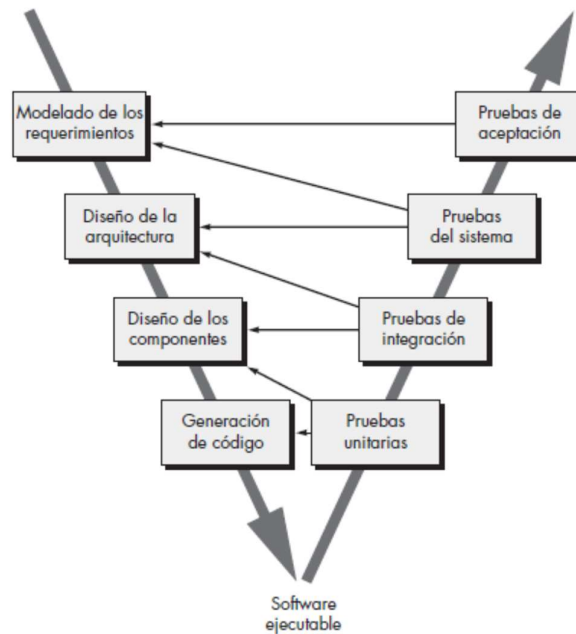 Modelado de los
requerimientos
Pruebas de
aceptación
Diseño de la
arquitectura
Pruebas
del sistema
Diseño de los
componentes
Pruebas de
integración
Generación
de código
Pruebas
unitarias
Software
ejecutable